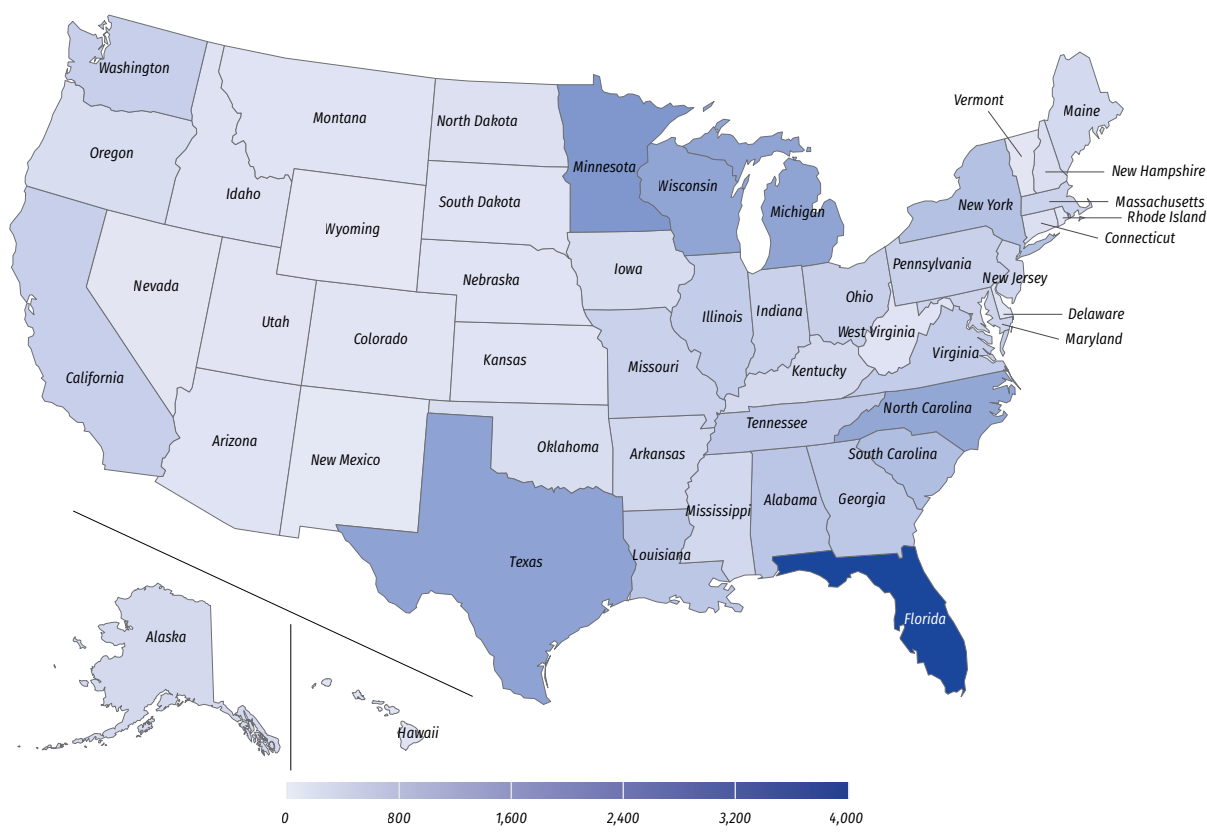 Washington
Montana
North Dakota
Minnesota
Vermont
Maine
Oregon
Idaho
South Dakota
Wisconsin
Michigan
New York
New Hampshire
Massachusetts
Rhode Island
Connecticut
Wyoming
Nebraska
Iowa
Pennsylvania
New Jersey
Nevada
Utah
Colorado
Kansas
Missouri
Illinois
Indiana
Ohio
West Virginia
Delaware
Maryland
Virginia
Kentucky
California
Arizona
New Mexico
Oklahoma
Arkansas
Tennessee
North Carolina
South Carolina
Mississippi
Alabama
Georgia
Texas
Louisiana
Florida
Alaska
Hawaii
0 800 1,600 2,400 3,200 4,000